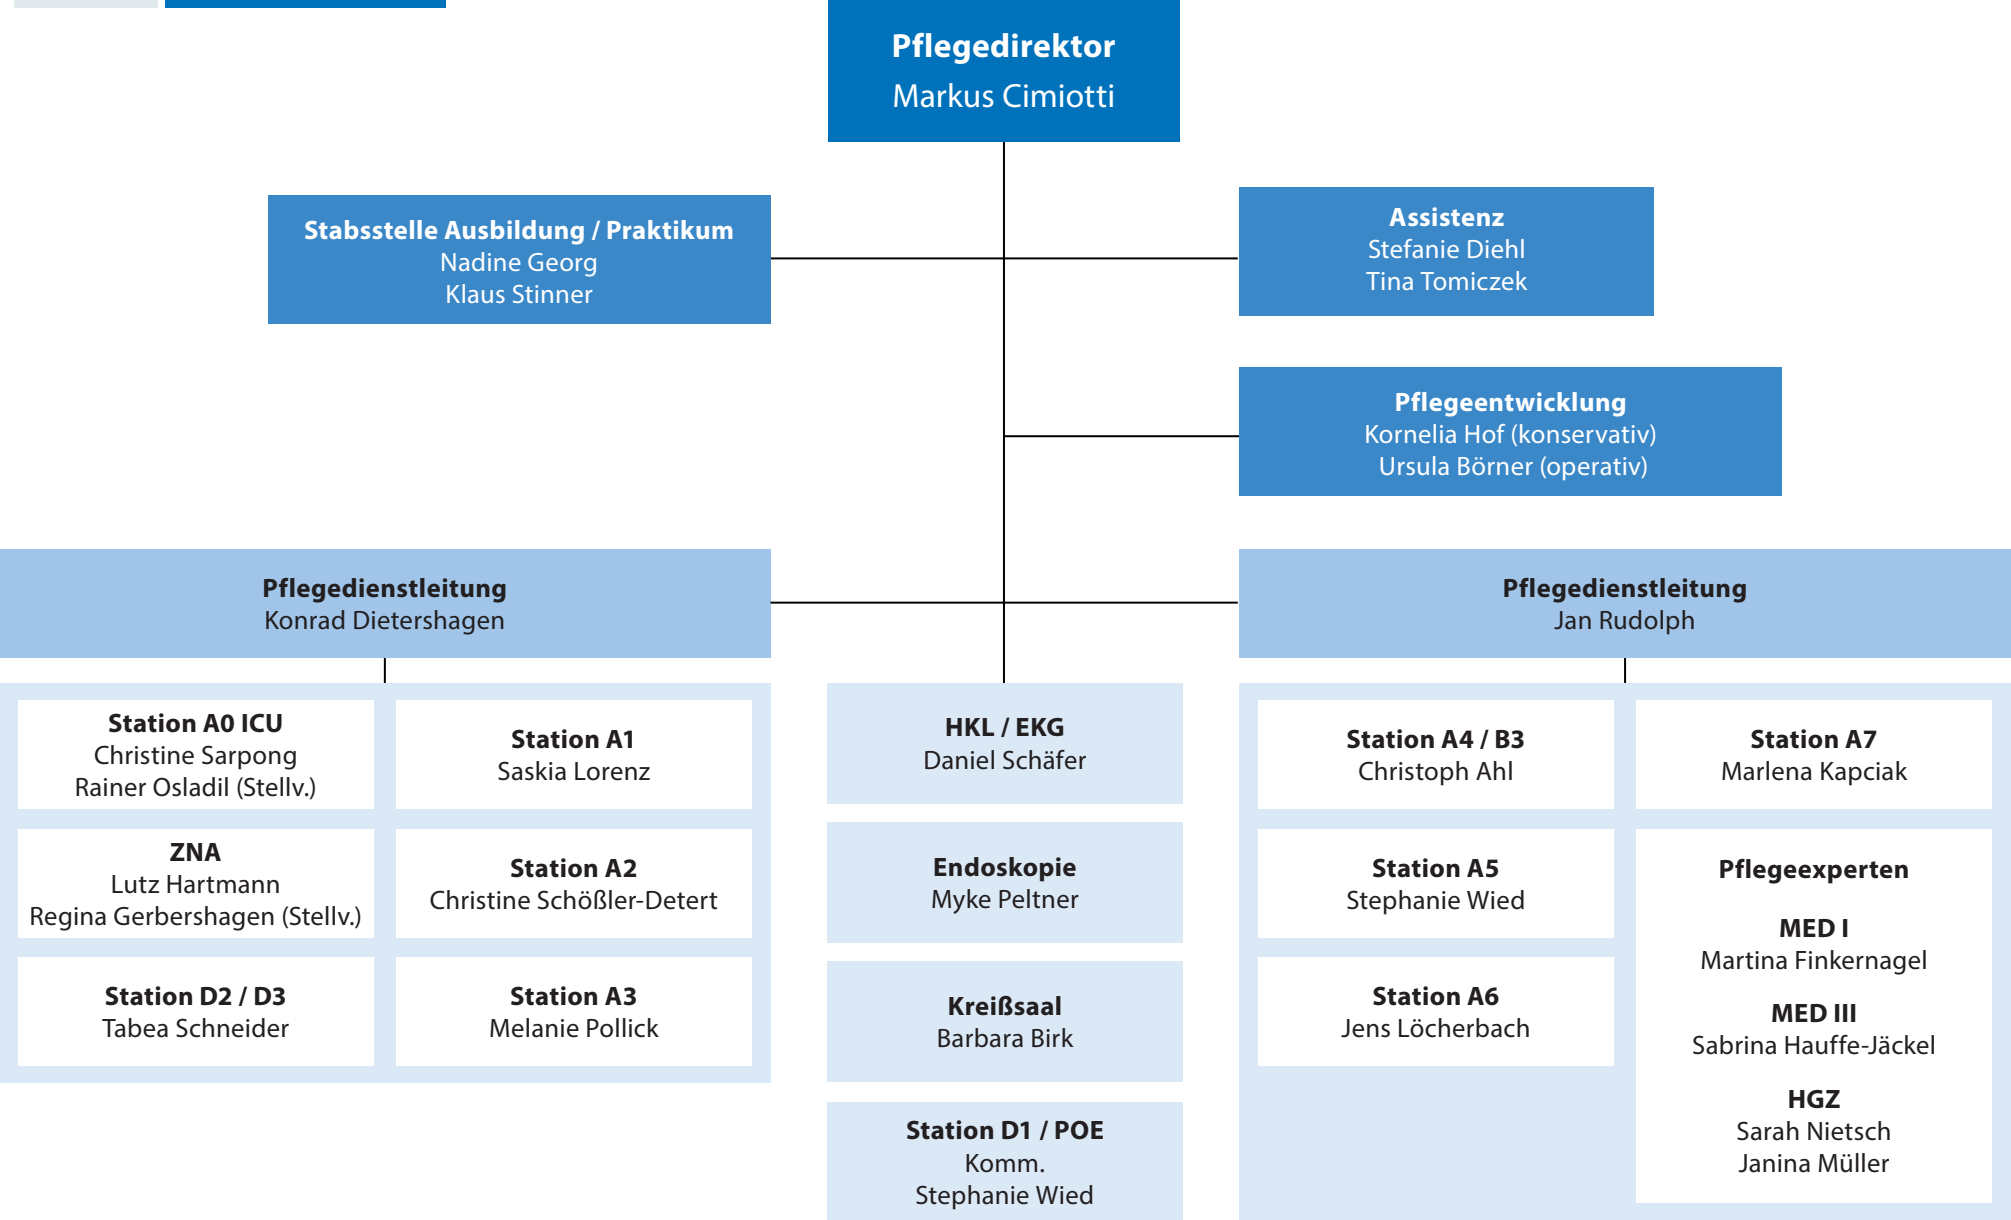 Pflegedirektor
Markus Cimiotti
Stabsstelle Ausbildung / Praktikum
Nadine Georg
Klaus Stinner
Assistenz
Stefanie Diehl
Tina Tomiczek
Pflegeentwicklung
Kornelia Hof (konservativ)
Ursula Börner (operativ)
Pflegedienstleitung
Konrad Dietershagen
Pflegedienstleitung
Jan Rudolph
Station A0 ICU
Christine Sarpong
Rainer Osladil (Stellv.)
Station A1
Saskia Lorenz
ZNA
Lutz Hartmann
Regina Gerbershagen (Stellv.)
Station A2
Christine Schößler-Detert
Station D2 / D3
Tabea Schneider
Station A3
Melanie Pollick
HKL / EKG
Daniel Schäfer
Endoskopie
Myke Peltner
Kreißsaal
Barbara Birk
Station D1 / POE
Komm.
Stephanie Wied
Station A4 / B3
Christoph Ahl
Station A7
Marlena Kapciak
Station A5
Stephanie Wied
Station A6
Jens Löcherbach
Pflegeexperten
MED I
Martina Finkernagel
MED III
Sabrina Hauffe-Jäckel
HGZ
Sarah Nietsch
Janina Müller